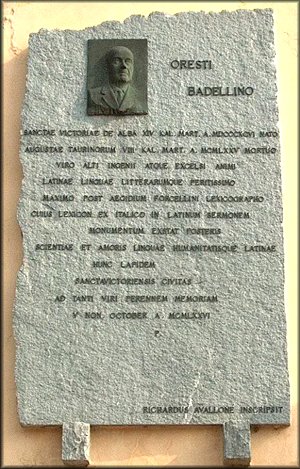 ORESTI
BADELLINO
SANCTAE VICTORIAE DE ALBA XIV KAL. MART. A. MDCCCXCVI NATO
AUGUSTAE TAURINORUM VIII KAL. MART. A. MCMLXXV MORTUO
VIRO ALTI INGENII ATQUE EXCELSI ANIMI
LATINAE LINGUAE LITTERARUMQUE PERITISSIMO
MAXIMO POST AEGIDIUM FORCELLINI LEXICOGRAPHO
CUIUS LEXICON EX ITALICO IN LATINUM SERMONEM
MONUMENTUM EXSTAT POSTERIS
SCIENTIAE ET AMORIS LINGUAE HUMANITATISQUE LATINAE
HUNC LAPIDEM
SANCTAVICTORIENSIS CIVITAS
AD TANTI VIRI PERENNEM MEMORIAM
V NON. OCTOBER A. MCMLXXVI
P.
RICHARDUS AVALLONE INSCRIPSIT